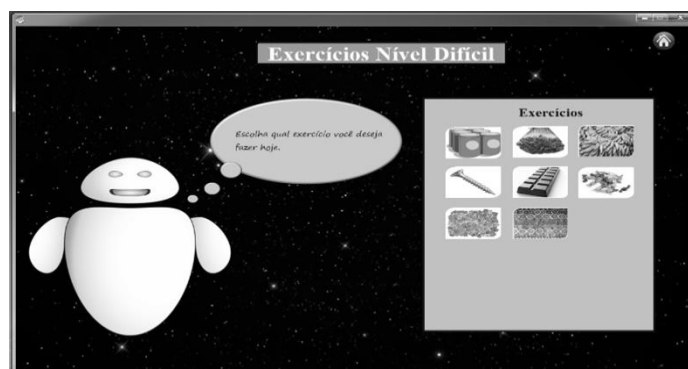 Exercícios Nível Difícil
Escolha qual exercício você deseja
fazer hoje.
Exercícios